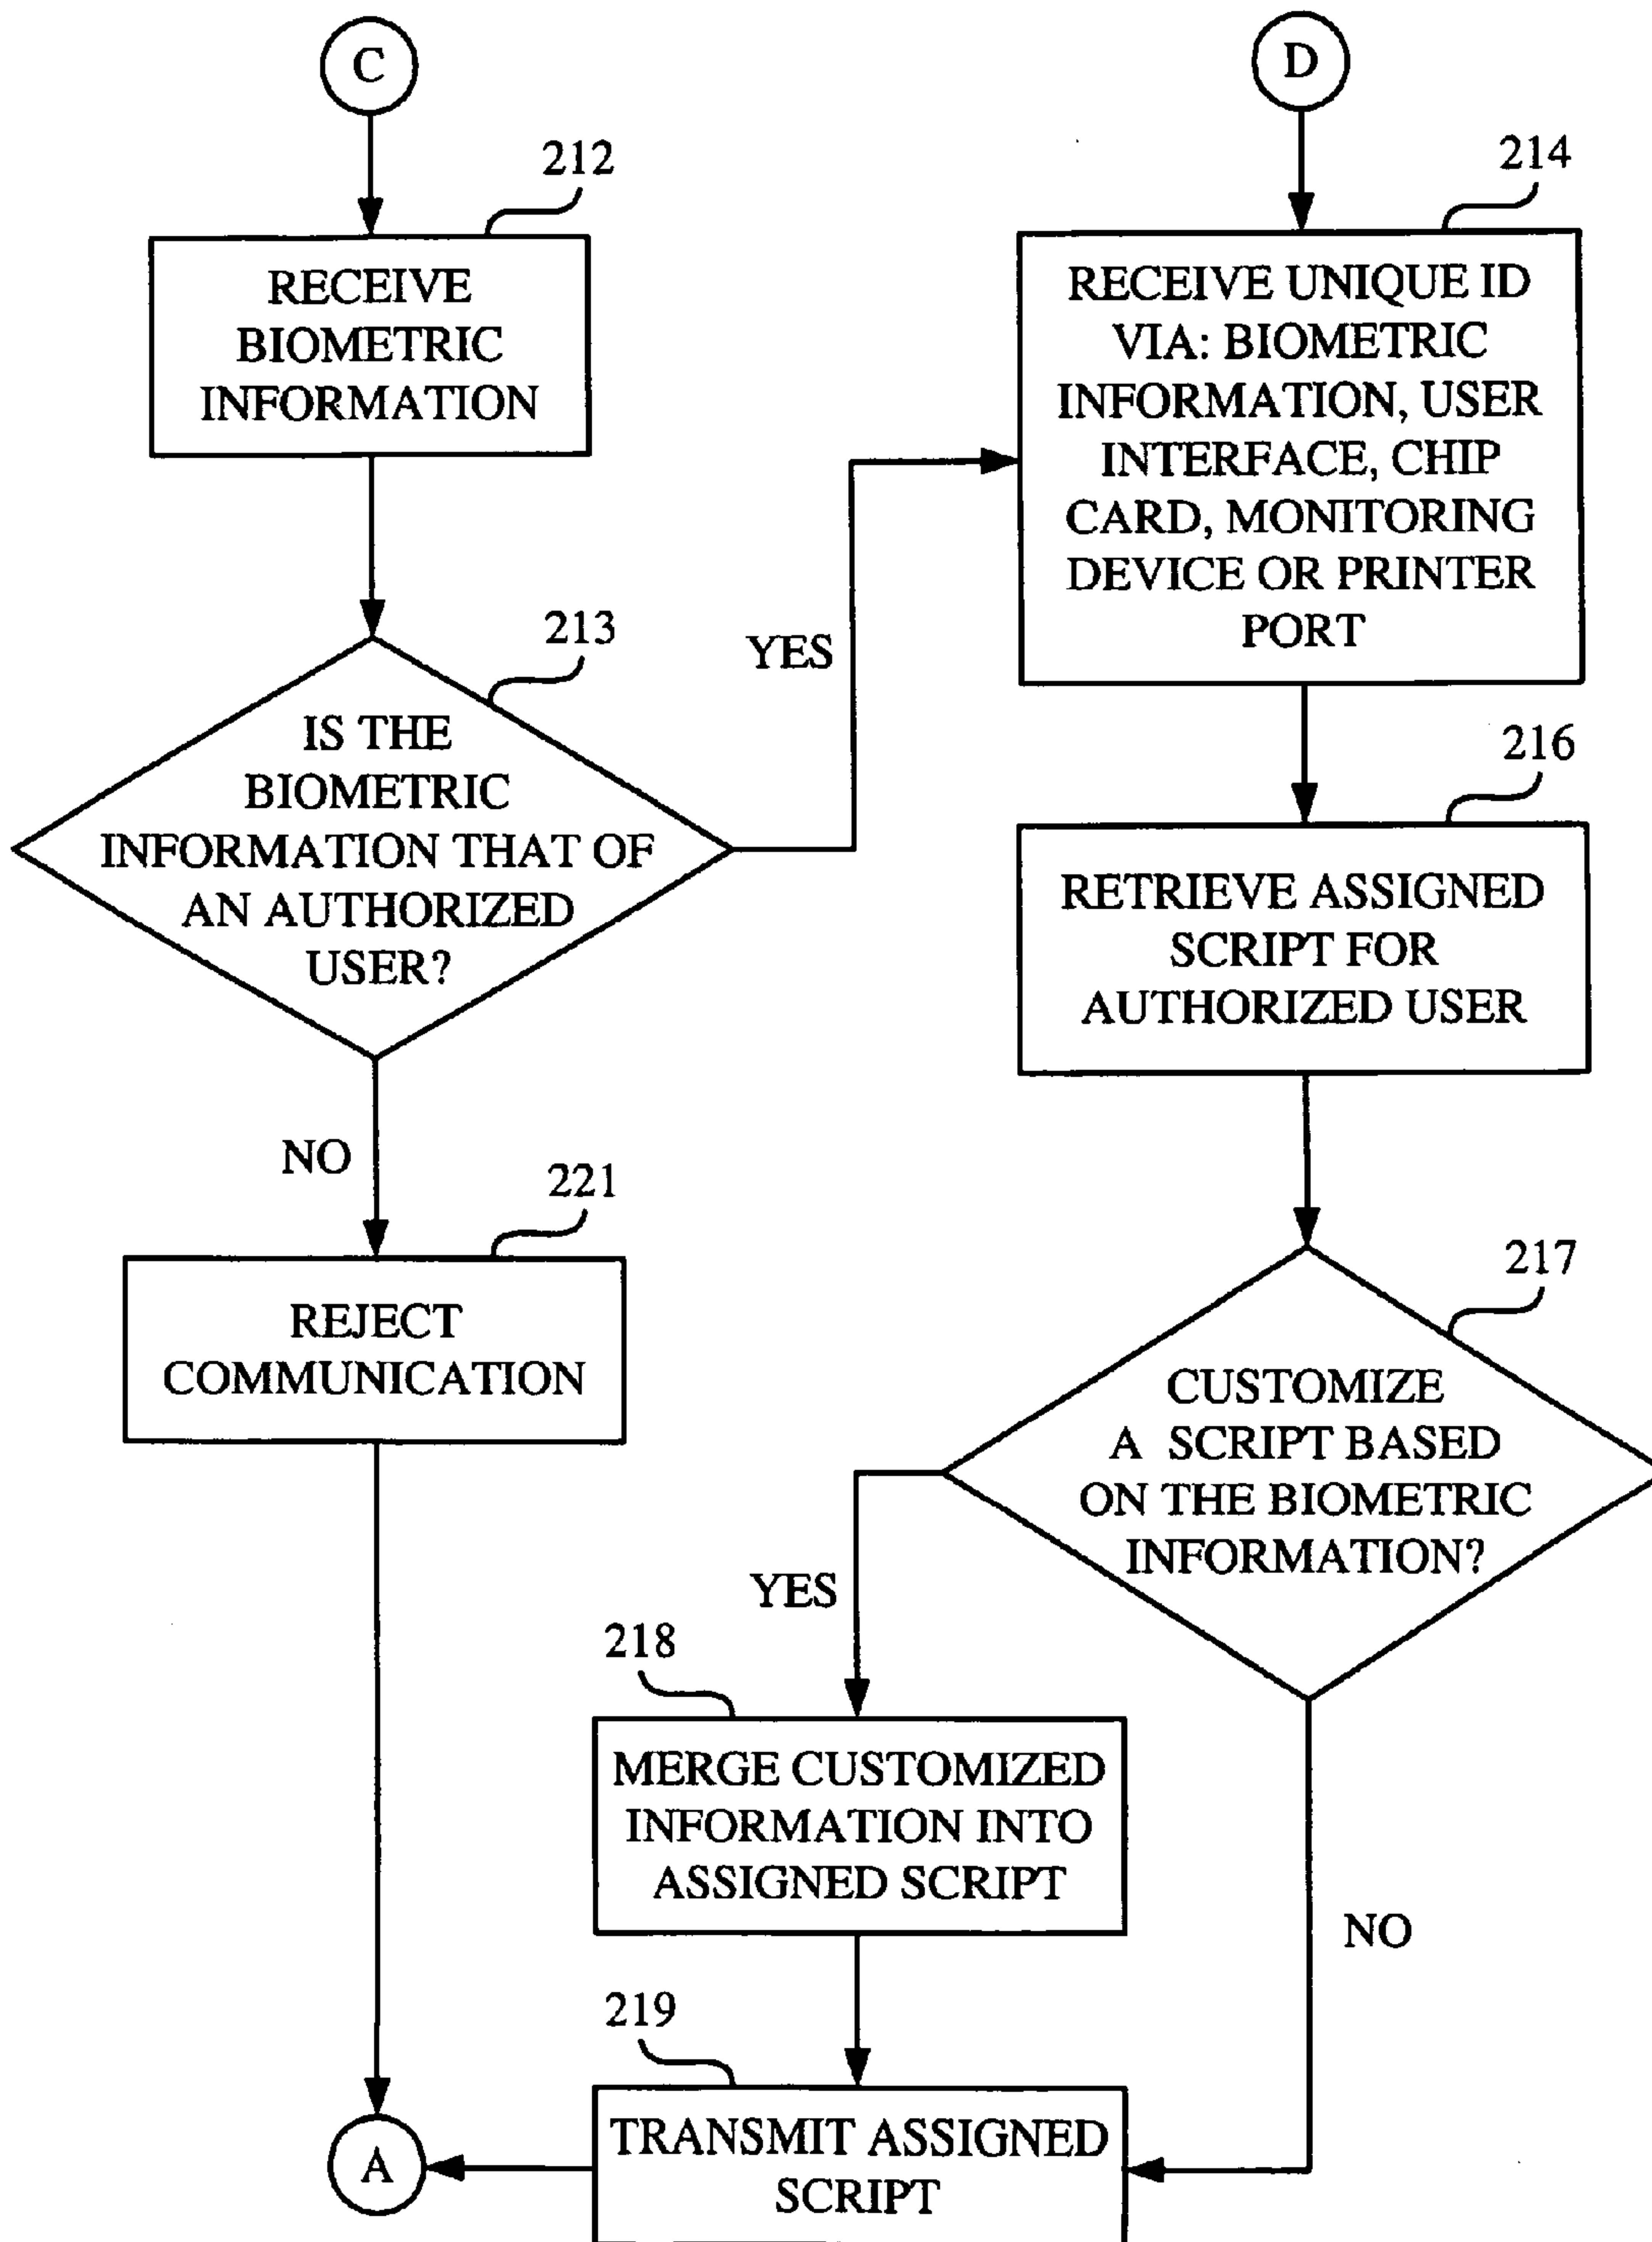 C
212
RECEIVE
BIOMETRIC
INFORMATION
213
IS THE
BIOMETRIC
INFORMATION THAT OF
AN AUTHORIZED
USER?
YES
NO
221
REJECT
COMMUNICATION
D
214
RECEIVE UNIQUE ID
VIA: BIOMETRIC
INFORMATION, USER
INTERFACE, CHIP
CARD, MONITORING
DEVICE OR PRINTER
PORT
216
RETRIEVE ASSIGNED
SCRIPT FOR
AUTHORIZED USER
217
CUSTOMIZE
A SCRIPT BASED
ON THE BIOMETRIC
INFORMATION?
YES
218
MERGE CUSTOMIZED
INFORMATION INTO
ASSIGNED SCRIPT
NO
219
TRANSMIT ASSIGNED
SCRIPT
A